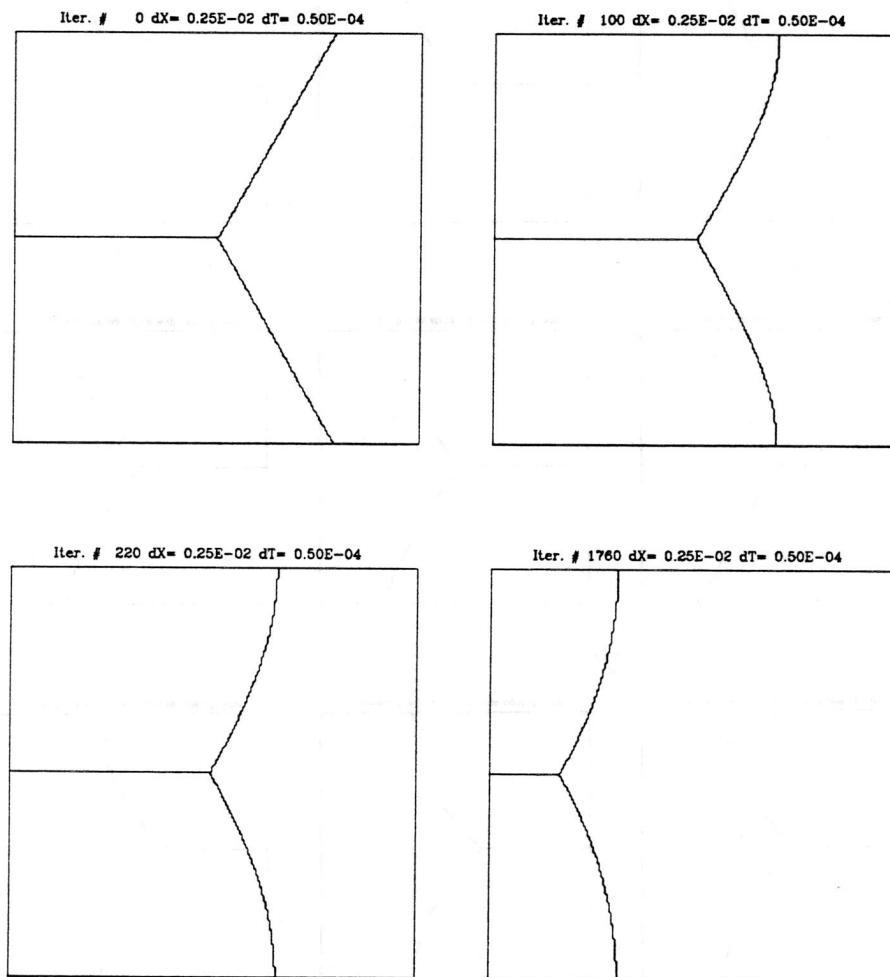 Iter. # 0 dX= 0.25E-02 dT= 0.50E-04
Iter. # 100 dX= 0.25E-02 dT= 0.50E-04
Iter. # 220 dX= 0.25E-02 dT= 0.50E-04
Iter. # 1760 dX= 0.25E-02 dT= 0.50E-04